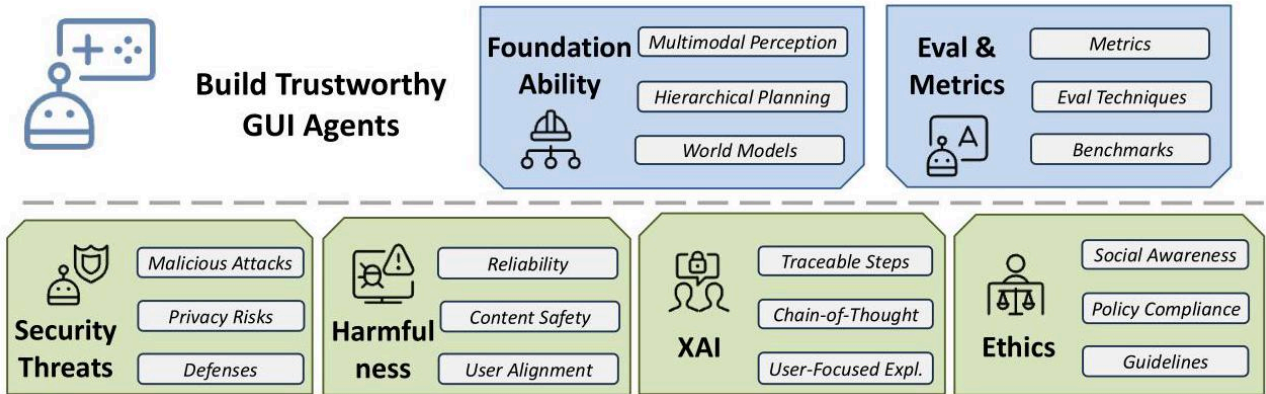 Build Trustworthy
GUI Agents
Foundation
Ability
Multimodal Perception
Hierarchical Planning
World Models
Eval &
Metrics
A
Metrics
Eval Techniques
Benchmarks
Security
Threats
Malicious Attacks
Privacy Risks
Defenses
Harmful
ness
Reliability
Content Safety
User Alignment
XAI
Traceable Steps
Chain-of-Thought
User-Focused Expl.
Ethics
Social Awareness
Policy Compliance
Guidelines